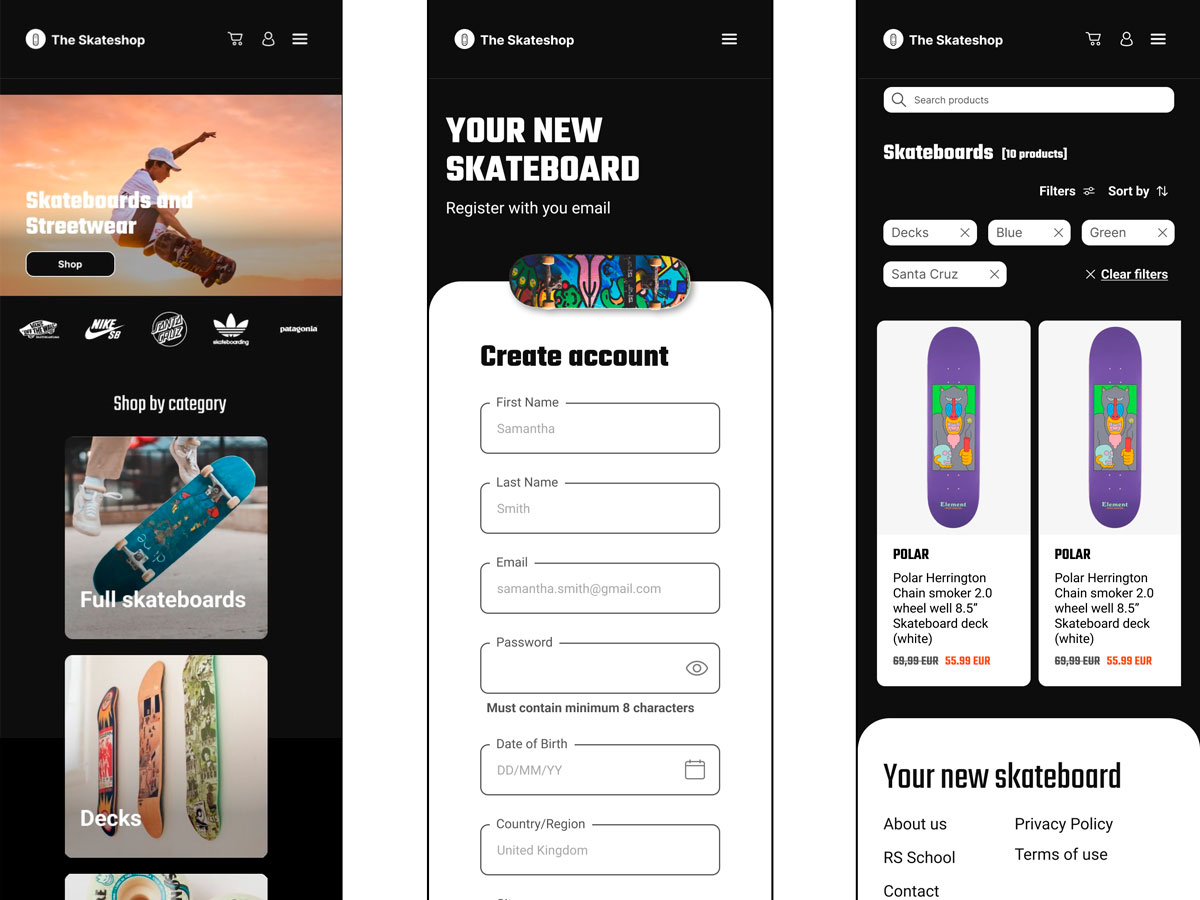 The Skateshop
Skateboards and
Streetwear
Shop
VANS
"OFF THE WALL"
NIKE
SB
SANTA
CRUZ
skateboarding
patagonia
Shop by category
Full skateboards
Decks
The Skateshop
YOUR NEW
SKATEBOARD
Register with you email
Create account
First Name
Samantha
Last Name
Smith
Email
samantha.smith@gmail.com
Password
Must contain minimum 8 characters
Date of Birth
DD/MM/YY
Country/Region
United Kingdom
The Skateshop
Search products
Skateboards [10 products]
Filters Sort by
Decks Blue Green
Santa Cruz Clear filters
Element
POLAR
Polar Herrington
Chain smoker 2.0
wheel well 8.5”
Skateboard deck
(white)
69,99 EUR 55.99 EUR
Element
POLAR
Polar Herrington
Chain smoker 2.0
wheel well 8.5”
Skateboard deck
(white)
69,99 EUR 55.99 EUR
Your new skateboard
About us
RS School
Contact
Privacy Policy
Terms of use